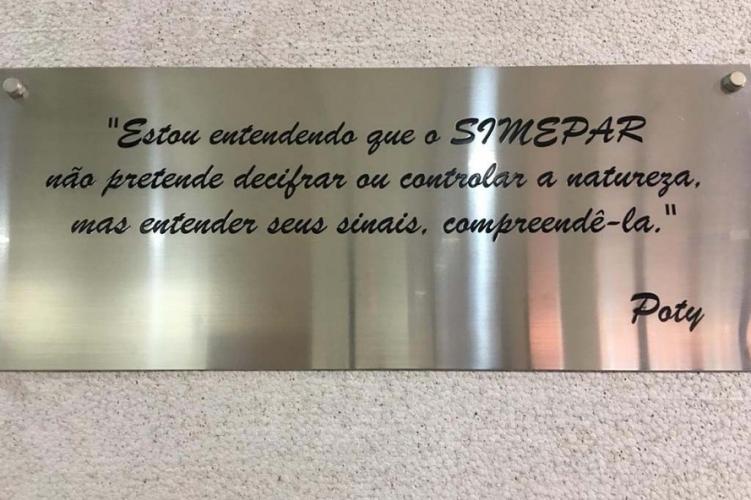 "Estou entendendo que o SIMEPAR
não pretende decifrar ou controlar a natureza,
mas entender seus sinais, compreendê-la."
Poty